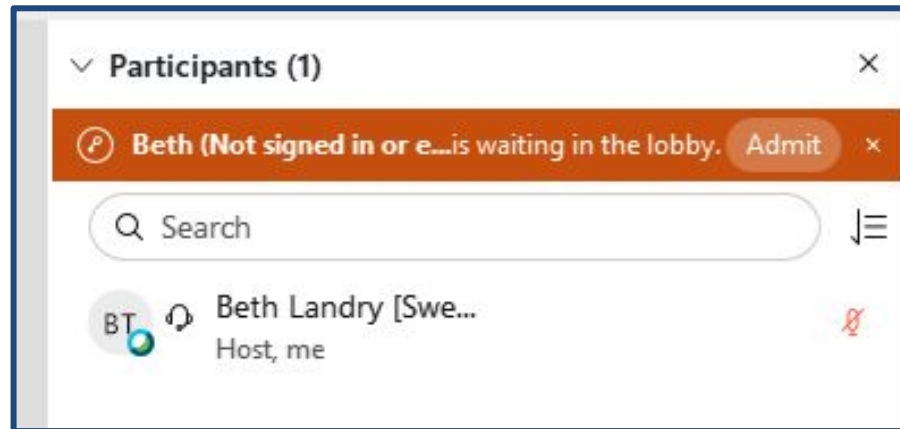 Participants (1)
Beth (Not signed in or e...is waiting in the lobby. Admit
Search
BT Beth Landry [Swe...
Host, me